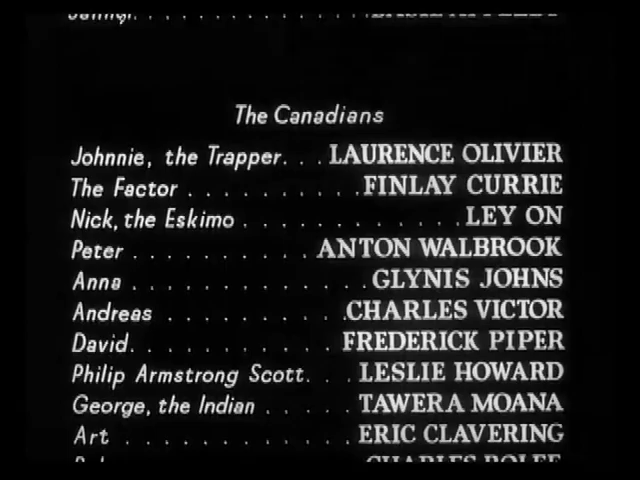 The Canadians
Johnnie, the Trapper. . . LAURENCE OLIVIER
The Factor . . . . . . . . . .FINLAY CURRIE
Nick, the Eskimo . . . . . . . . . . . . LEY ON
Peter . . . . . . . . . . ANTON WALBROOK
Anna . . . . . . . . . . . . . GLYNIS JOHNS
Andreas . . . . . . . . . .CHARLES VICTOR
David. . . . . . . . . . . FREDERICK PIPER
Philip Armstrong Scott. . . LESLIE HOWARD
George, the Indian . . . . . TAWERA MOANA
Art . . . . . . . . . . . . ERIC CLAVERING